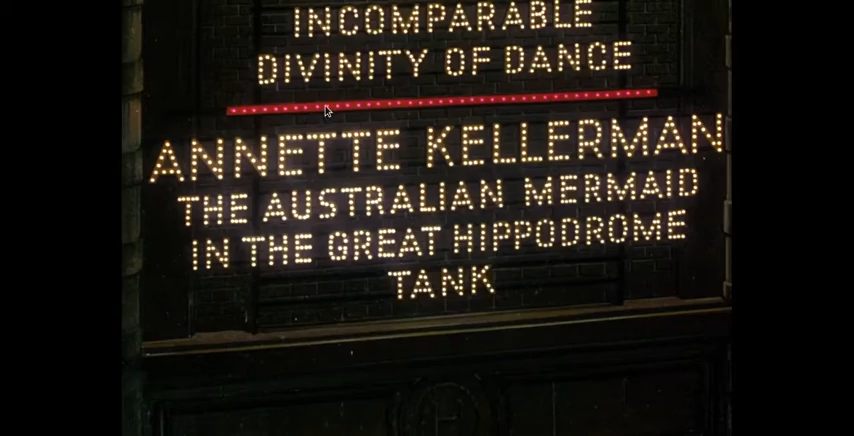 INCOMPARABLE
DIVINITY OF DANCE
ANNETTE KELLERMAN
THE AUSTRALIAN MERMAID
IN THE GREAT HIPPODROME
TANK